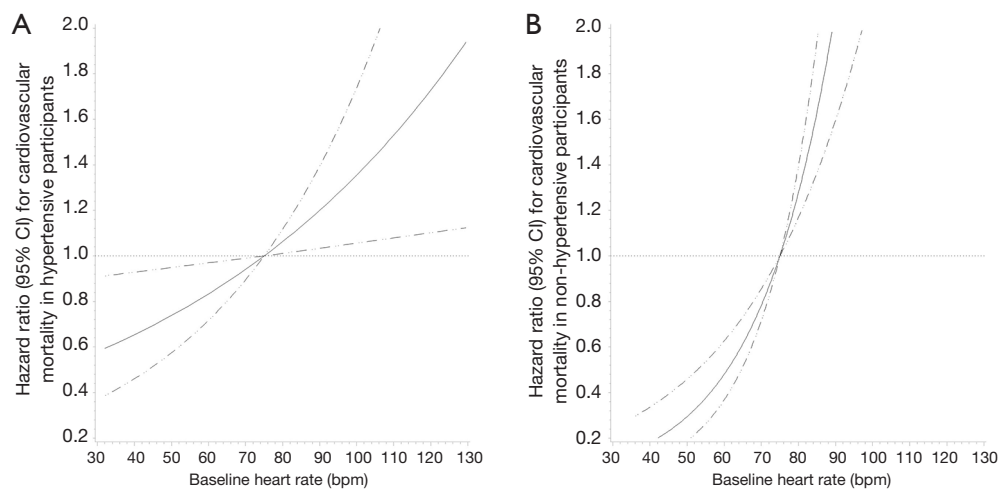 A
Hazard ratio (95% CI) for cardiovascular
mortality in hypertensive participants
2.0
1.8
1.6
1.4
1.2
1.0
0.8
0.6
0.4
0.2
30 40 50 60 70 80 90 100 110 120 130
Baseline heart rate (bpm)
B
Hazard ratio (95% CI) for cardiovascular
mortality in non-hypertensive participants
2.0
1.8
1.6
1.4
1.2
1.0
0.8
0.6
0.4
0.2
30 40 50 60 70 80 90 100 110 120 130
Baseline heart rate (bpm)